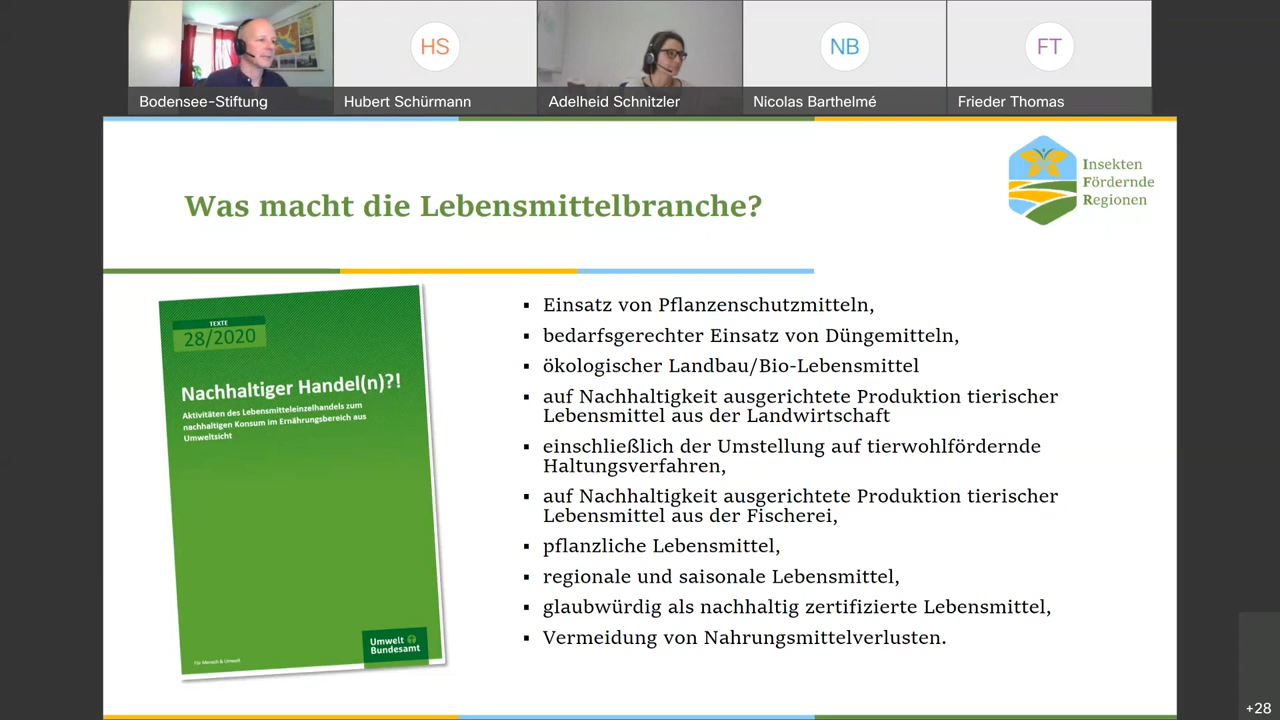 HS
NB
FT
Bodensee-Stiftung
Hubert Schürmann
Adelheid Schnitzler
Nicolas Barthelmé
Frieder Thomas
Insekten
Fördernde
Regionen
Was macht die Lebensmittelbranche?
TEXTE
28/2020
Nachhaltiger Handel(n)?!
Aktivitäten des Lebensmitteleinzelhandels zum
nachhaltigen Konsum im Ernährungsbereich aus
Umweltsicht
Für Mensch & Umwelt
Umwelt
Bundesamt
▪ Einsatz von Pflanzenschutzmitteln,
▪ bedarfsgerechter Einsatz von Düngemitteln,
▪ ökologischer Landbau/Bio-Lebensmittel
▪ auf Nachhaltigkeit ausgerichtete Produktion tierischer
Lebensmittel aus der Landwirtschaft
▪ einschließlich der Umstellung auf tierwohlfördernde
Haltungsverfahren,
▪ auf Nachhaltigkeit ausgerichtete Produktion tierischer
Lebensmittel aus der Fischerei,
▪ pflanzliche Lebensmittel,
▪ regionale und saisonale Lebensmittel,
▪ glaubwürdig als nachhaltig zertifizierte Lebensmittel,
▪ Vermeidung von Nahrungsmittelverlusten.
+28